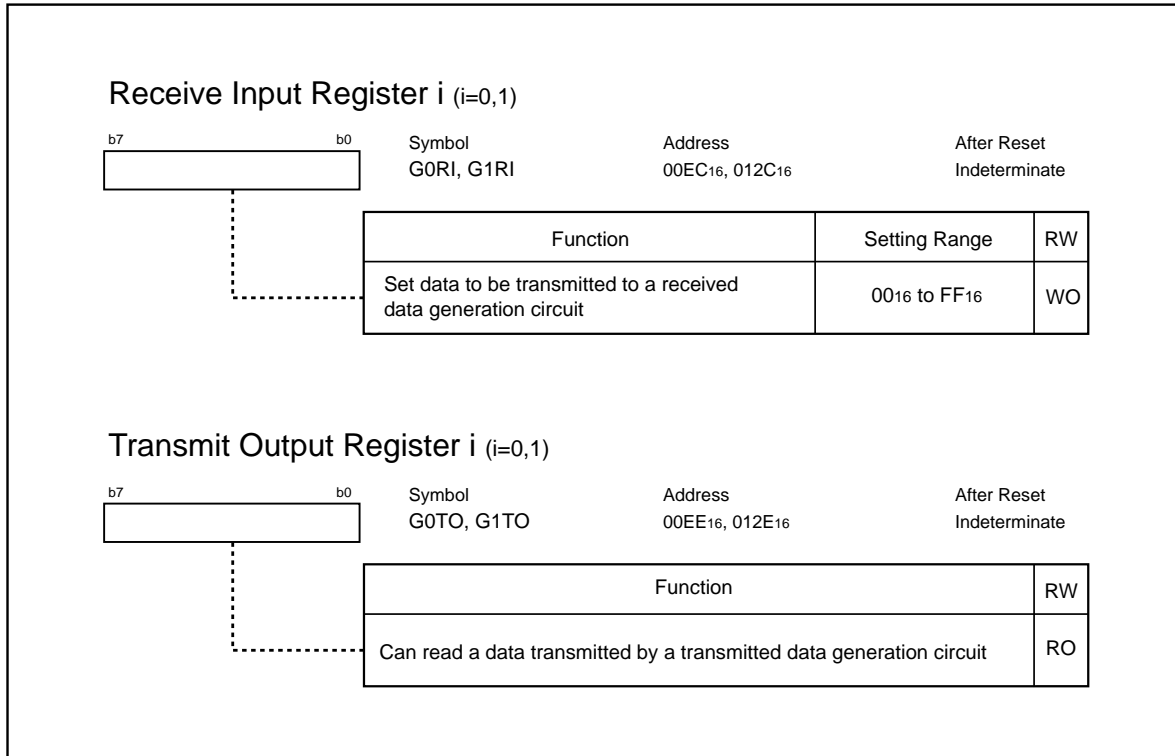 Receive Input Register i (i=0,1)
b7 b0 Symbol Address After Reset
G0RI, G1RI 00EC16, 012C16 Indeterminate
Function Setting Range RW
Set data to be transmitted to a received
data generation circuit
0016 to FF16 WO
Transmit Output Register i (i=0,1)
b7 b0 Symbol Address After Reset
G0TO, G1TO 00EE16, 012E16 Indeterminate
Function RW
Can read a data transmitted by a transmitted data generation circuit RO